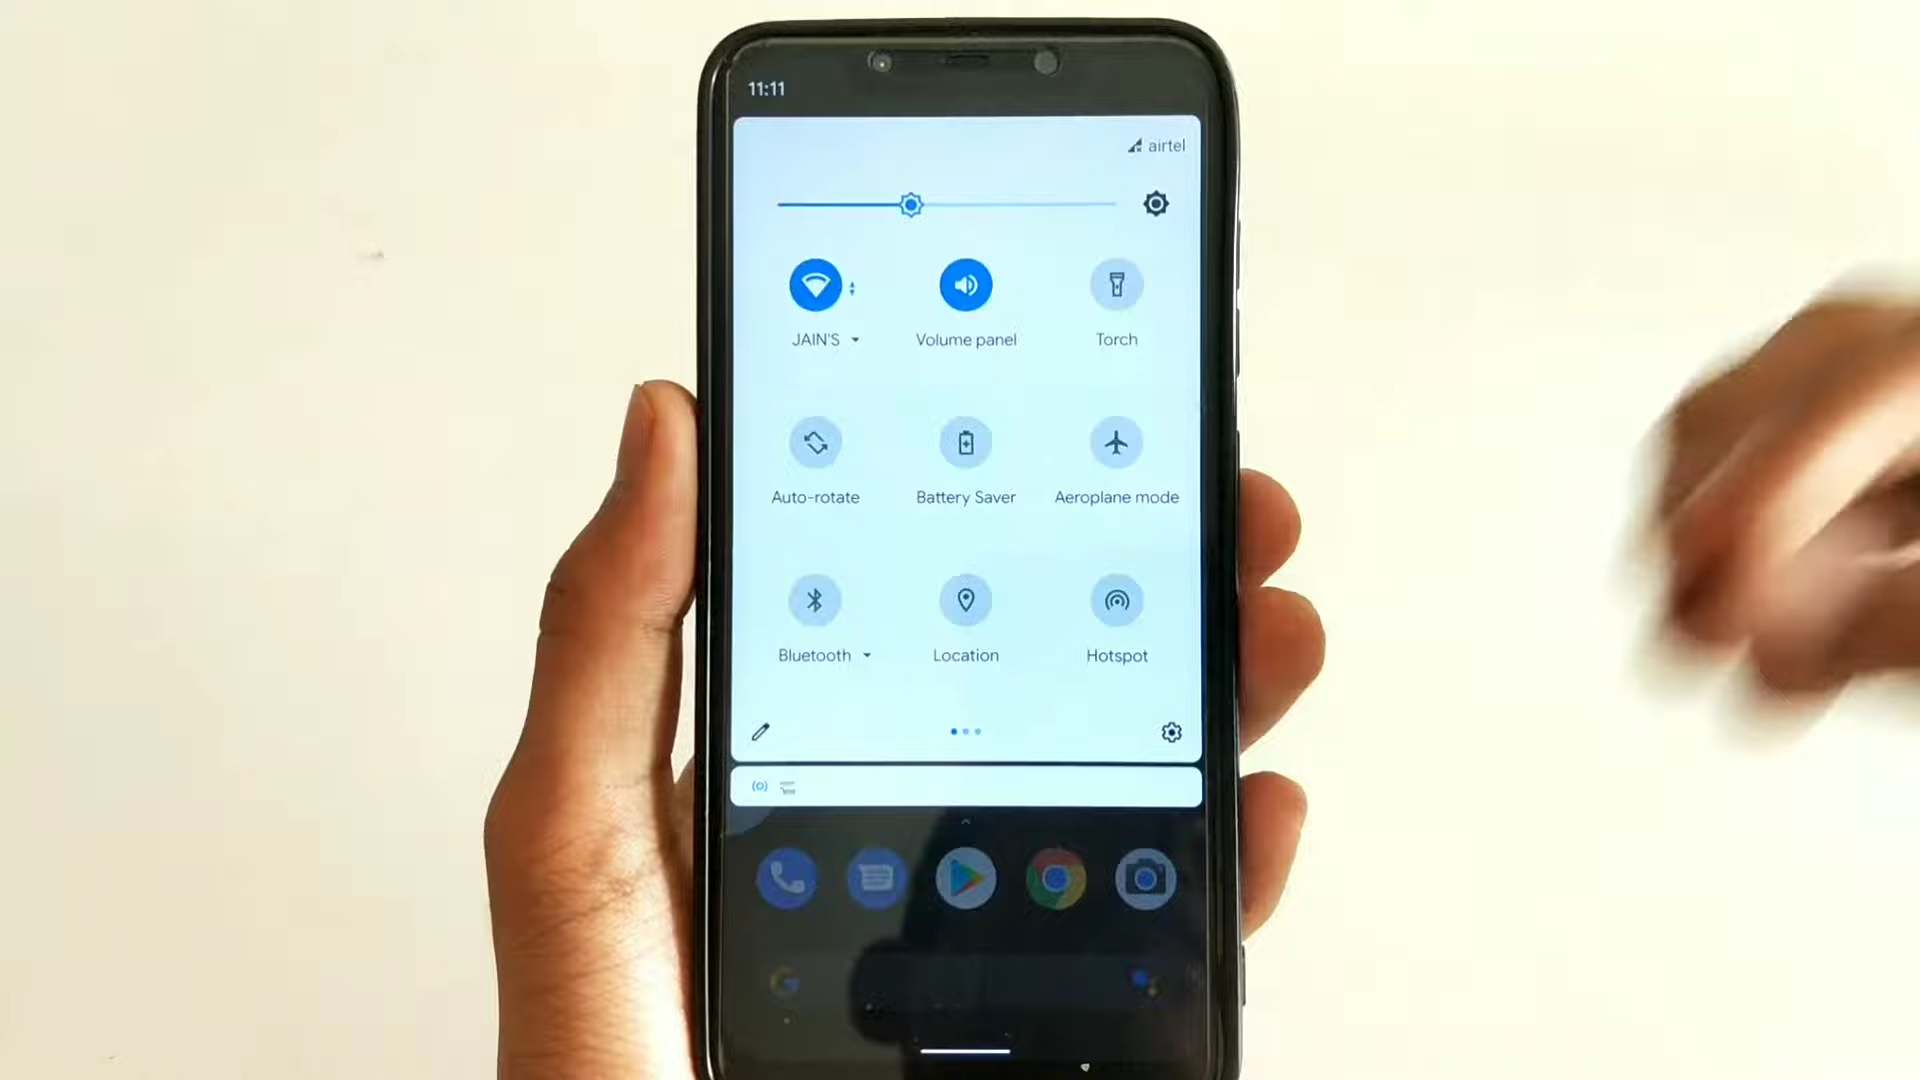 11:11
airtel
JAIN'S
Volume panel
Torch
Auto-rotate
Battery Saver
Aeroplane mode
Bluetooth
Location
Hotspot
G